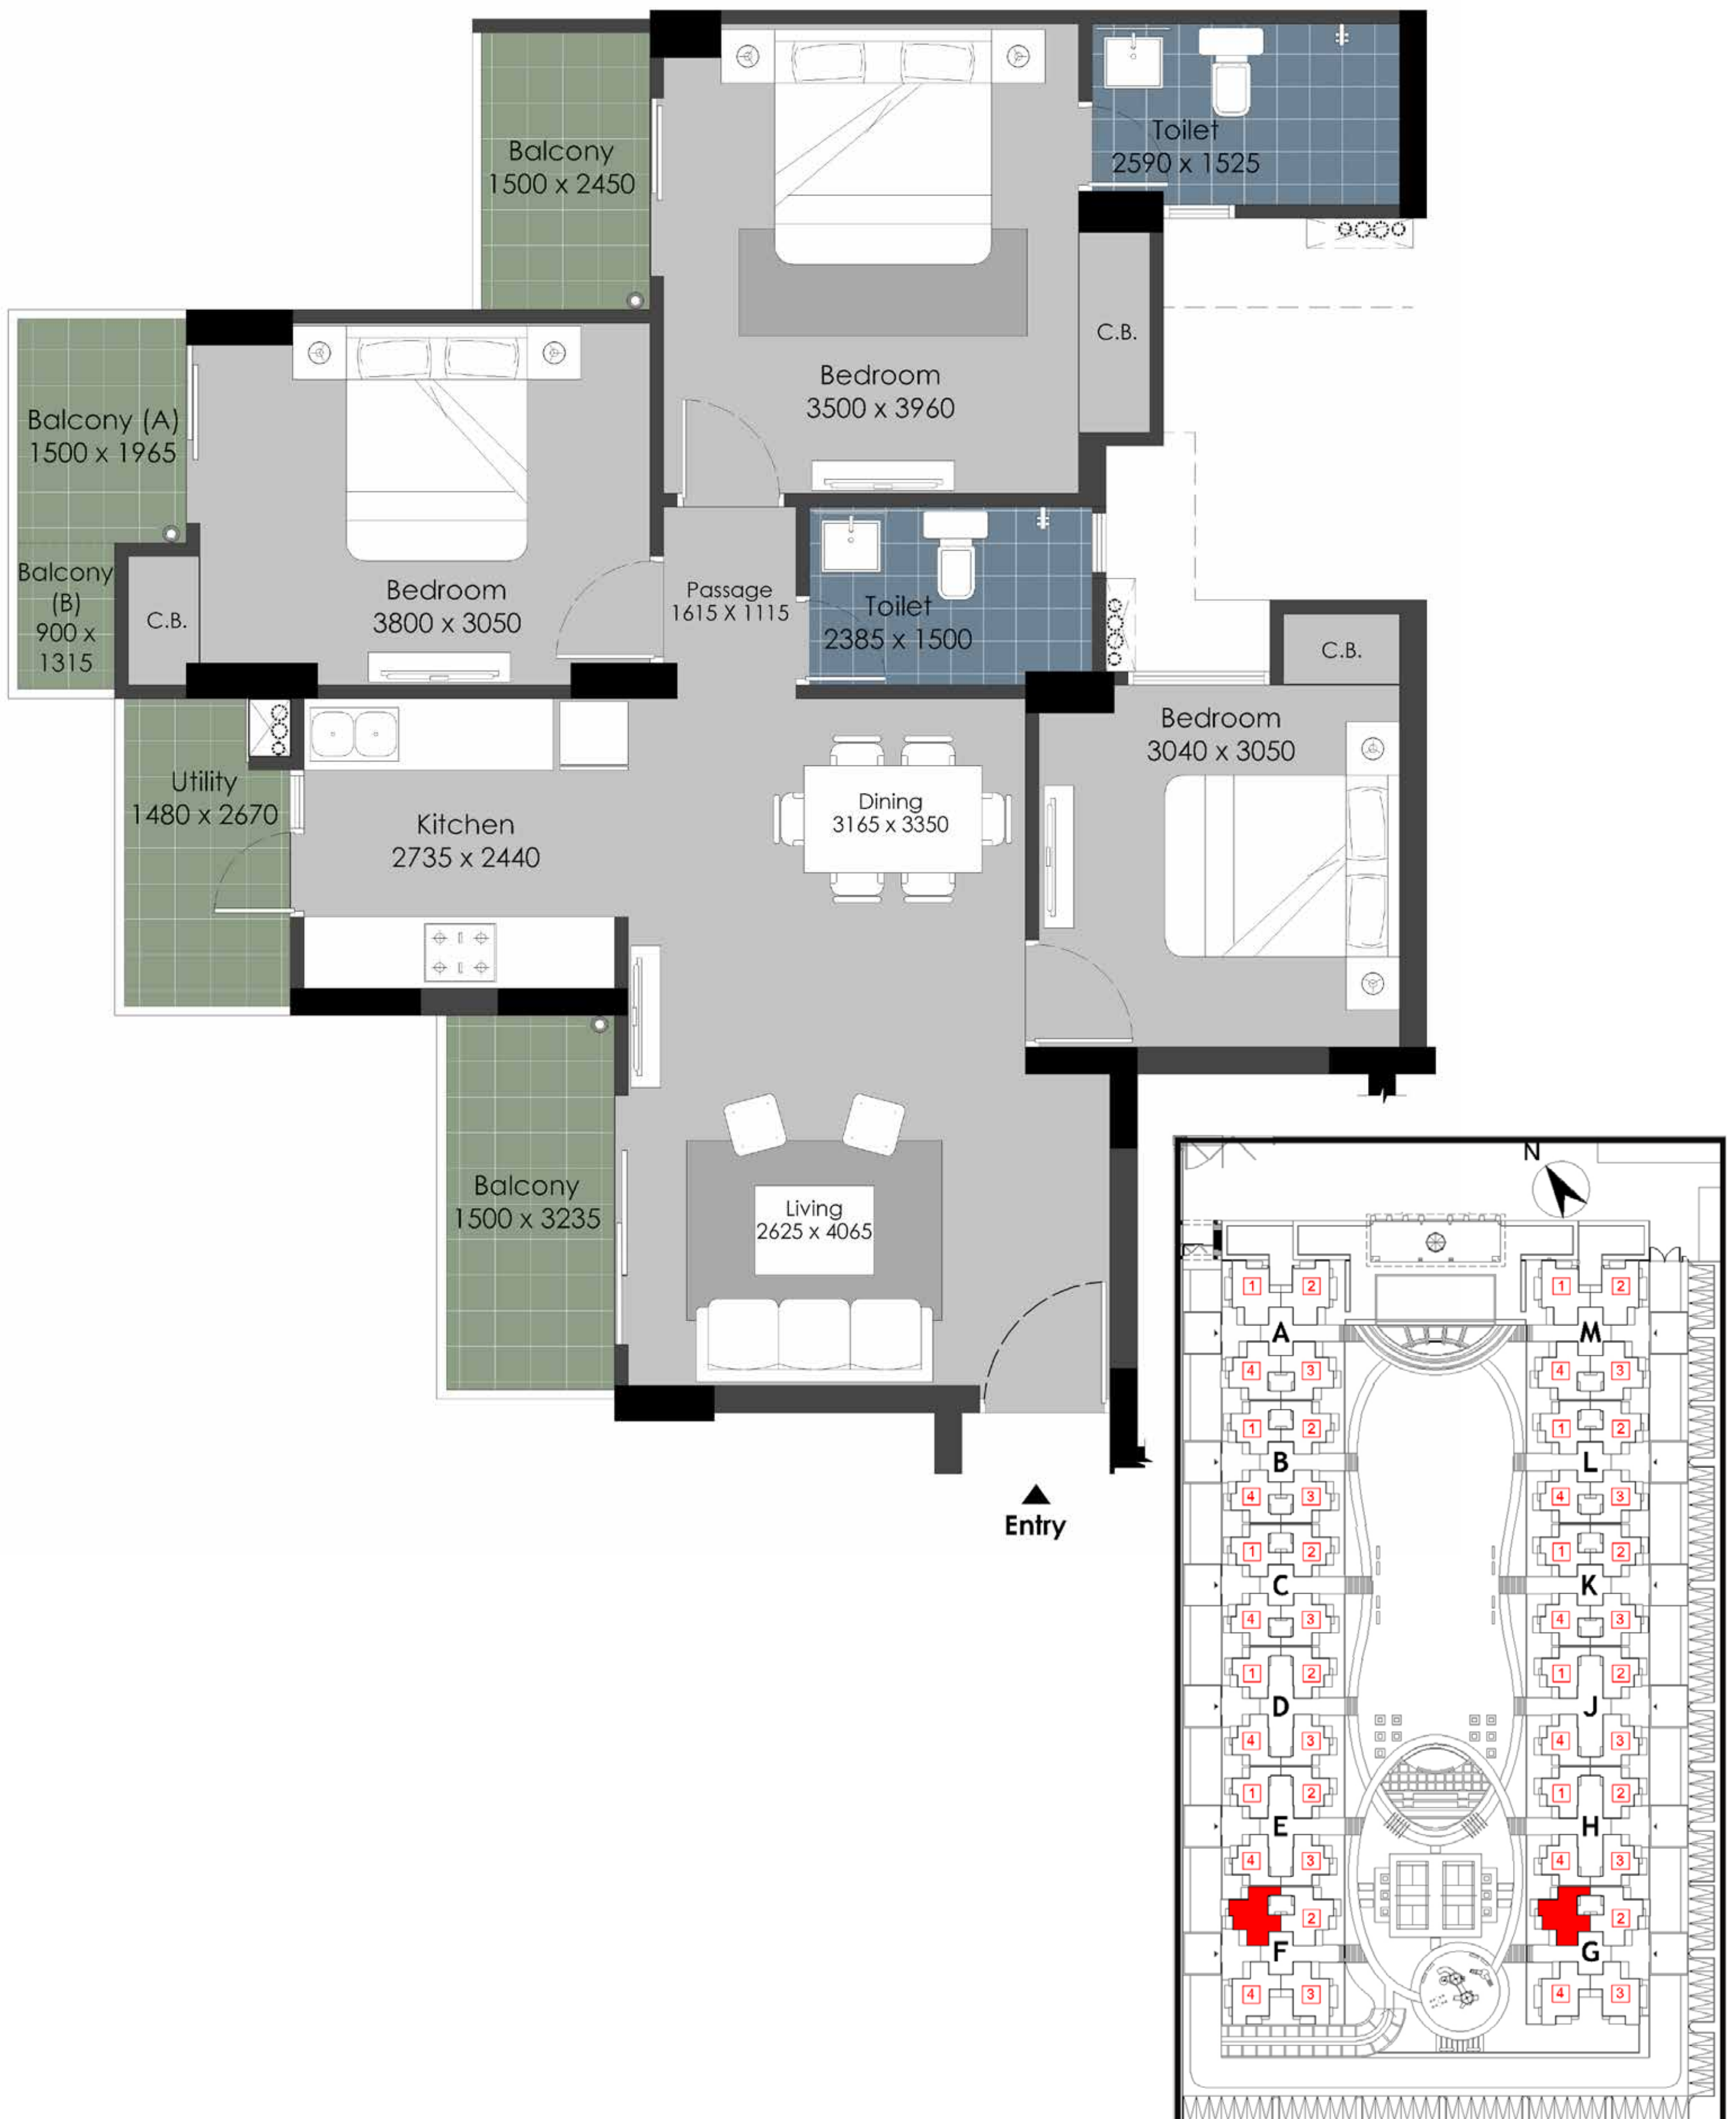 Balcony
1500 x 2450
Toilet
2590 x 1525
C.B.
Bedroom
3500 x 3960
Balcony (A)
1500 x 1965
Balcony
(B)
900 x
1315
C.B.
Bedroom
3800 x 3050
Passage
1615 X 1115
Toilet
2385 x 1500
C.B.
Bedroom
3040 x 3050
Utility
1480 x 2670
Kitchen
2735 x 2440
Dining
3165 x 3350
Balcony
1500 x 3235
Living
2625 x 4065
Entry
N
1 2 1 2
A M
4 3 4 3
1 2 1 2
B L
4 3 4 3
1 2 1 2
C K
4 3 4 3
1 2 1 2
D J
4 3 4 3
1 2 1 2
E H
4 3 4 3
2 2
F G
4 3 4 3